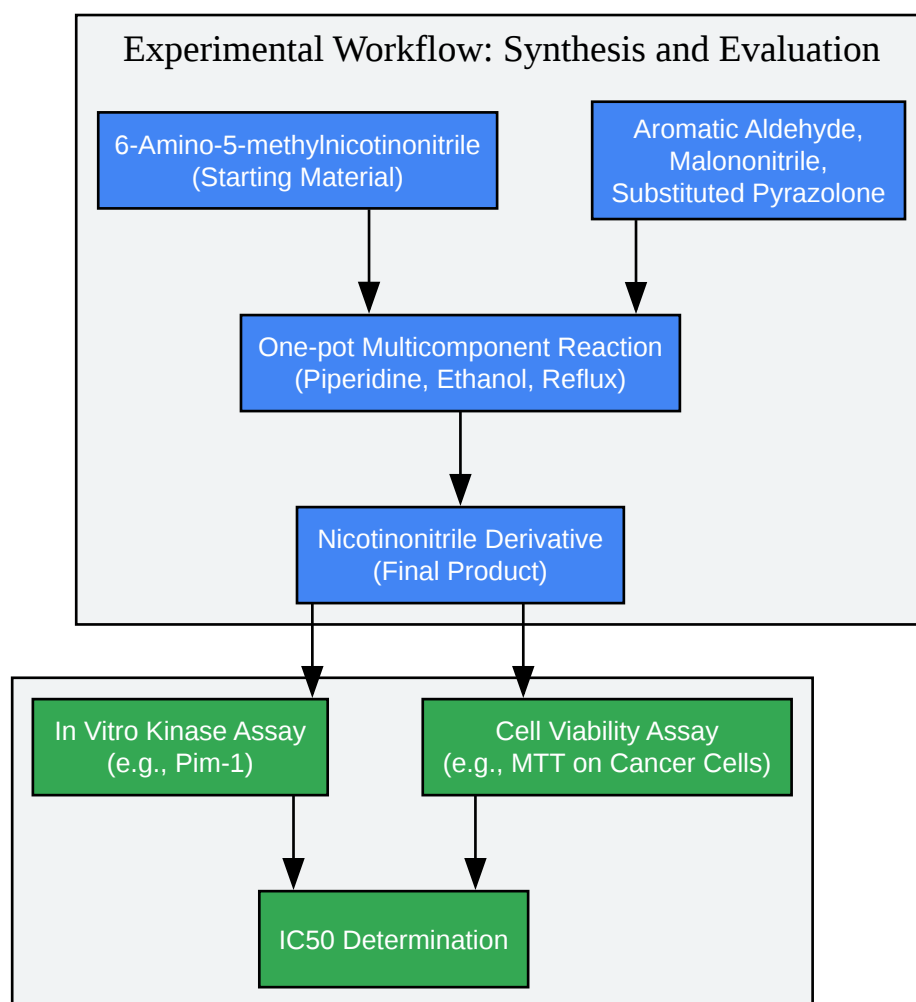 Experimental Workflow: Synthesis and Evaluation
6-Amino-5-methylnicotinonitrile
(Starting Material)
Aromatic Aldehyde,
Malononitrile,
Substituted Pyrazolone
One-pot Multicomponent Reaction
(Piperidine, Ethanol, Reflux)
Nicotinonitrile Derivative
(Final Product)
In Vitro Kinase Assay
(e.g., Pim-1)
Cell Viability Assay
(e.g., MTT on Cancer Cells)
IC50 Determination